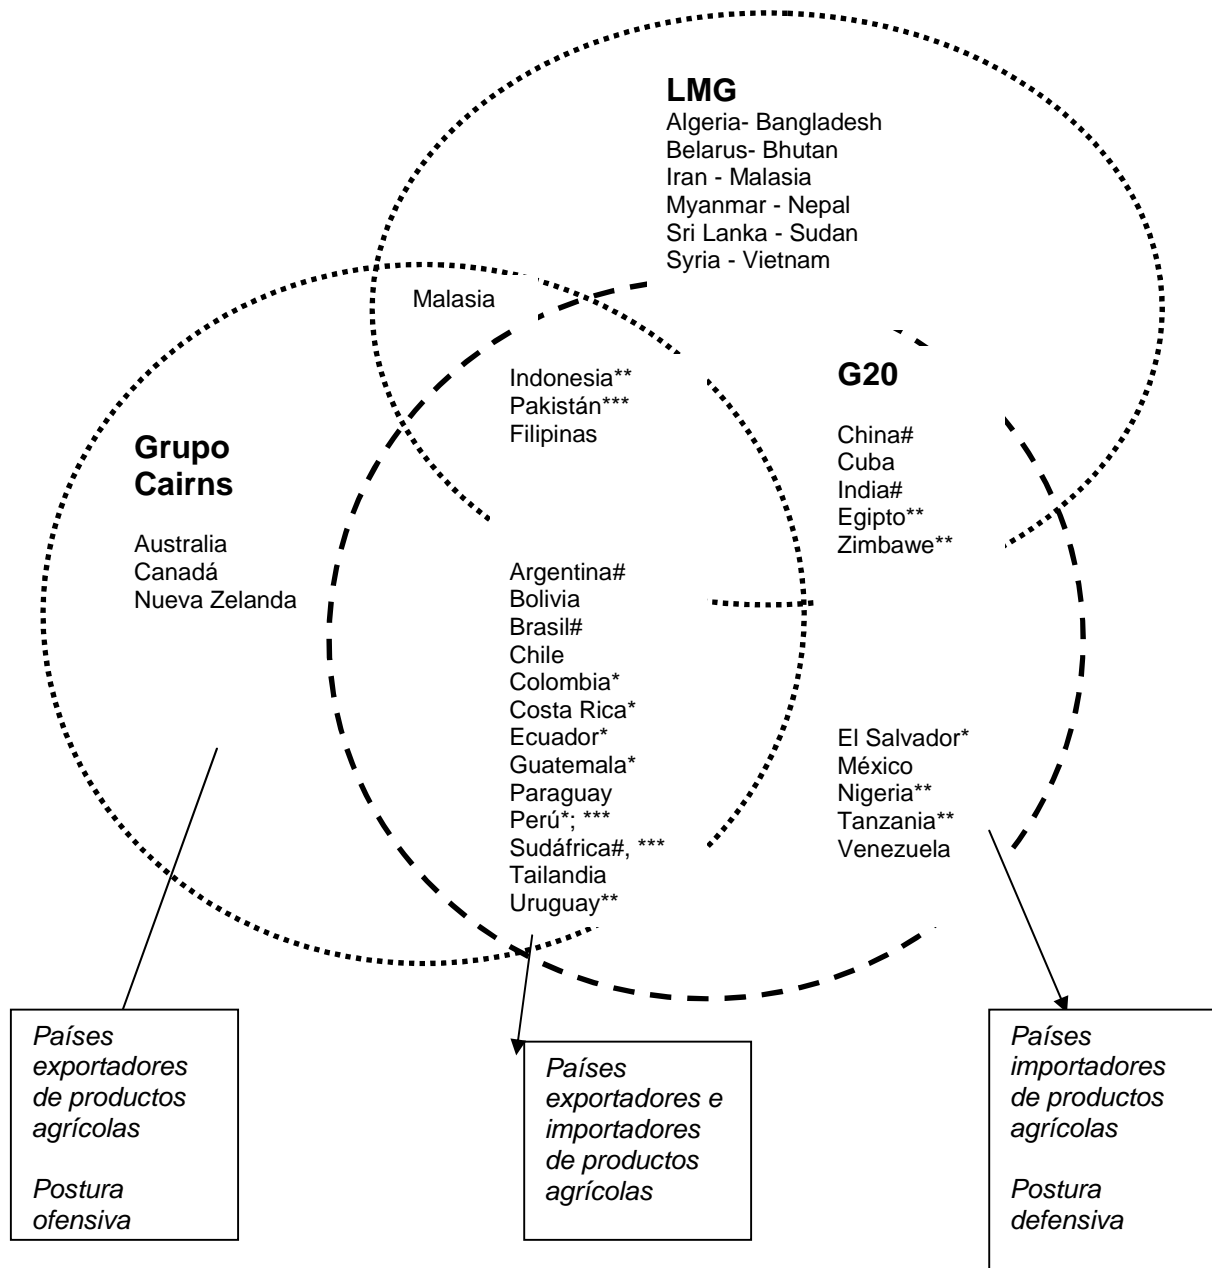 LMG
Algeria- Bangladesh
Belarus- Bhutan
Iran - Malasia
Myanmar - Nepal
Sri Lanka - Sudan
Syria - Vietnam
Malasia
Indonesia**
Pakistán***
Filipinas
G20
China#
Cuba
India#
Egipto**
Zimbawe**
Grupo
Cairns
Australia
Canadá
Nueva Zelanda
Argentina#
Bolivia
Brasil#
Chile
Colombia*
Costa Rica*
Ecuador*
Guatemala*
Paraguay
Perú*; ***
Sudáfrica#, ***
Tailandia
Uruguay**
El Salvador*
México
Nigeria**
Tanzania**
Venezuela
Países
exportadores
de productos
agrícolas
Postura
ofensiva
Países
exportadores e
importadores
de productos
agrícolas
Países
importadores
de productos
agrícolas
Postura
defensiva